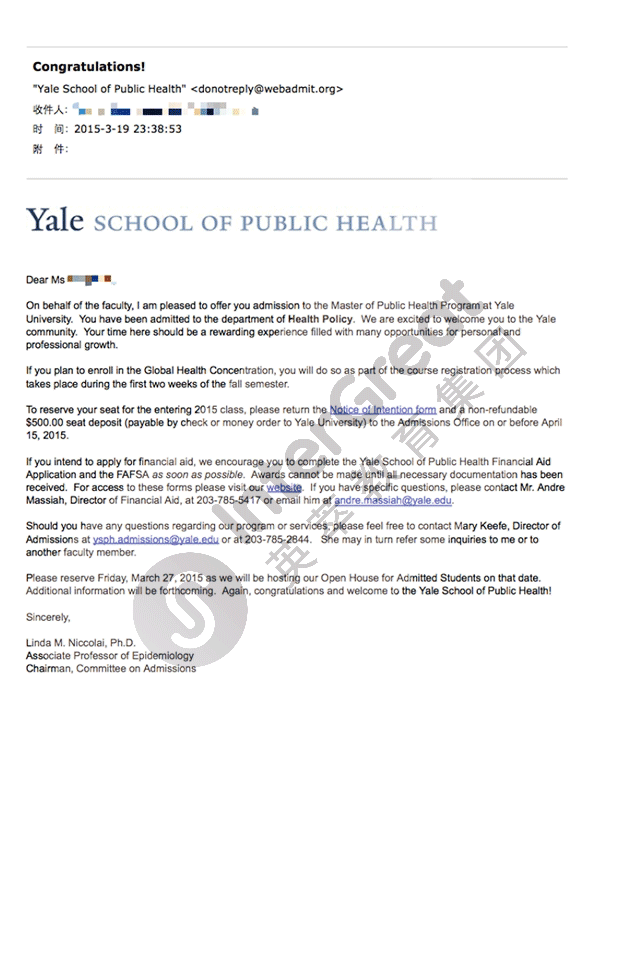 Congratulations!
"Yale School of Public Health" <donotreply@webadmit.org>
收件人：
时 间：2015-3-19 23:38:53
附 件：
Yale SCHOOL OF PUBLIC HEALTH
Dear Ms
On behalf of the faculty, I am pleased to offer you admission to the Master of Public Health Program at Yale
University. You have been admitted to the department of Health Policy. We are excited to welcome you to the Yale
community. Your time here should be a rewarding experience filled with many opportunities for personal and
professional growth.
If you plan to enroll in the Global Health Concentration, you will do so as part of the course registration process which
takes place during the first two weeks of the fall semester.
To reserve your seat for the entering 2015 class, please return the Notice of Intention form and a non-refundable
$500.00 seat deposit (payable by check or money order to Yale University) to the Admissions Office on or before April
15, 2015.
If you intend to apply for financial aid, we encourage you to complete the Yale School of Public Health Financial Aid
Application and the FAFSA as soon as possible. Awards cannot be made until all necessary documentation has been
received. For access to these forms please visit our website. If you have specific questions, please contact Mr. Andre
Massiah, Director of Financial Aid, at 203-785-5417 or email him at andre.massiah@yale.edu.
Should you have any questions regarding our program or services, please feel free to contact Mary Keefe, Director of
Admissions at ysph.admissions@yale.edu or at 203-785-2844. She may in turn refer some inquiries to me or to
another faculty member.
Please reserve Friday, March 27, 2015 as we will be hosting our Open House for Admitted Students on that date.
Additional information will be forthcoming. Again, congratulations and welcome to the Yale School of Public Health!
Sincerely,
Linda M. Niccolai, Ph.D.
Associate Professor of Epidemiology
Chairman, Committee on Admissions
InterGreat
英萃教育集团